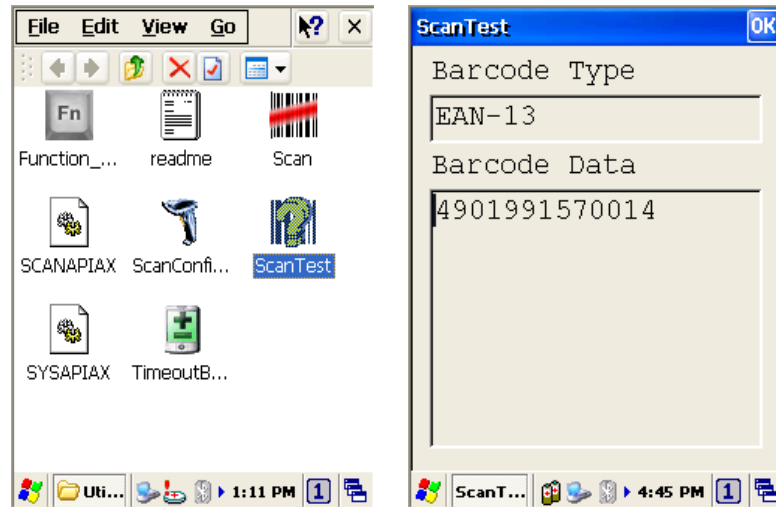 File Edit View Go
Fn
Function_... readme Scan
SCANAPIAX ScanConfi... ScanTest
SYSAPIAX TimeoutB...
Uti... 1:11 PM 1
ScanTest OK
Barcode Type
EAN-13
Barcode Data
4901991570014
ScanT... 4:45 PM 1